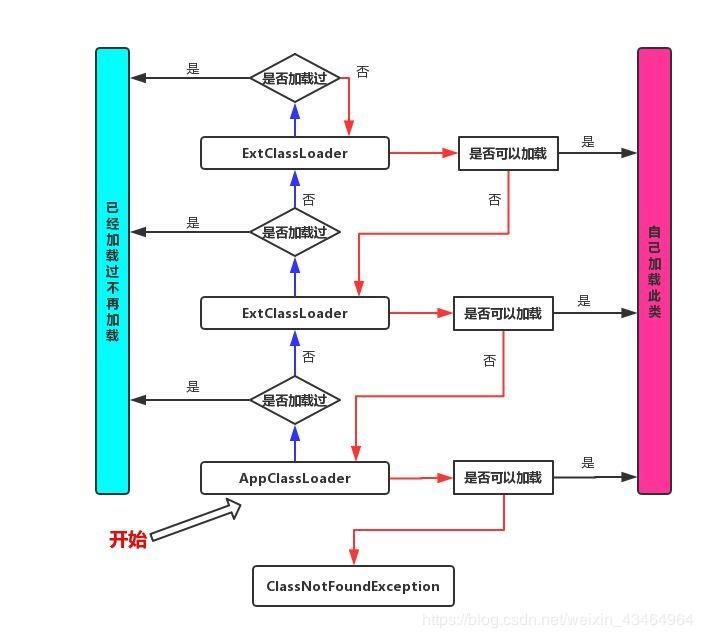 是
是否加载过
否
ExtClassLoader
是否可以加载
是
否
是
否
是否加载过
已经加载过不再加载
自己加载此类
ExtClassLoader
是否可以加载
是
否
否
是
是否加载过
AppClassLoader
是否可以加载
是
开始
ClassNotFoundException
https://blog.csdn.net/weixin_43464964